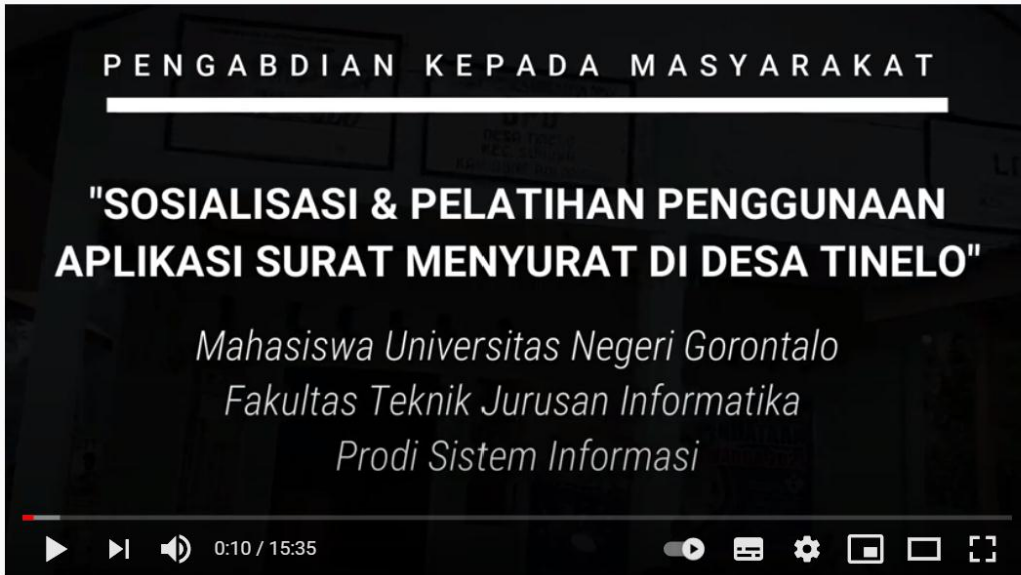 PENGABDIAN KEPADA MASYARAKAT
"SOSIALISASI & PELATIHAN PENGGUNAAN
APLIKASI SURAT MENYURAT DI DESA TINELO"
Mahasiswa Universitas Negeri Gorontalo
Fakultas Teknik Jurusan Informatika
Prodi Sistem Informasi
0:10 / 15:35